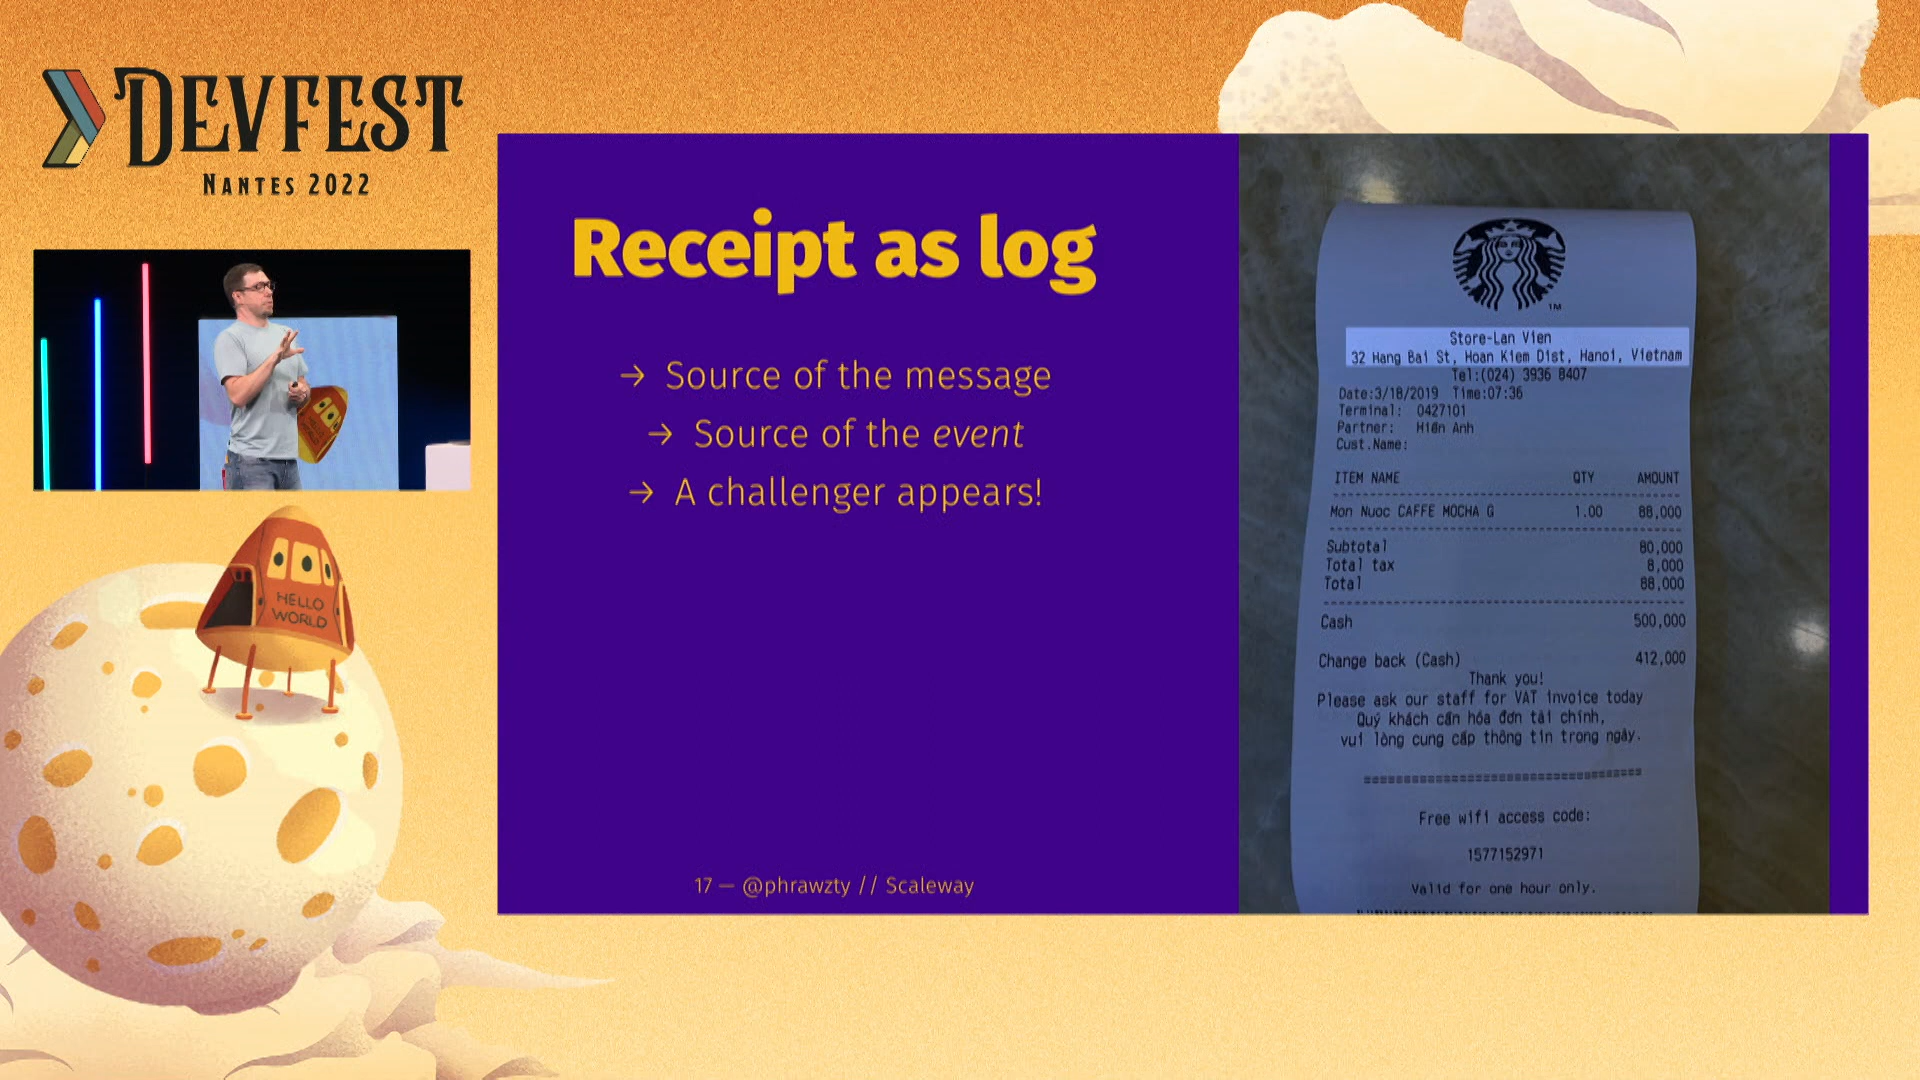 DEVFEST
NANTES 2022
HELLO
WORLD
Receipt as log
→ Source of the message
→ Source of the event
→ A challenger appears!
17 — @phrawzty // Scaleway
TM
Store-Lan Vien
32 Hang Bai St, Hoan Kiem Dist, Hanoi, Vietnam
Tel:(024) 3936 8407
Date:3/18/2019 Time:07:36
Terminal: 0427101
Partner: Hiền Anh
Cust.Name:
ITEM NAME QTY AMOUNT
Mon Nuoc CAFFE MOCHA G 1.00 88,000
Subtotal 80,000
Total tax 8,000
Total 88,000
Cash 500,000
Change back (Cash) 412,000
Thank you!
Please ask our staff for VAT invoice today
Quý khách cần hóa đơn tài chính,
vui lòng cung cấp thông tin trong ngày.
Free wifi access code:
1577152971
Valid for one hour only.